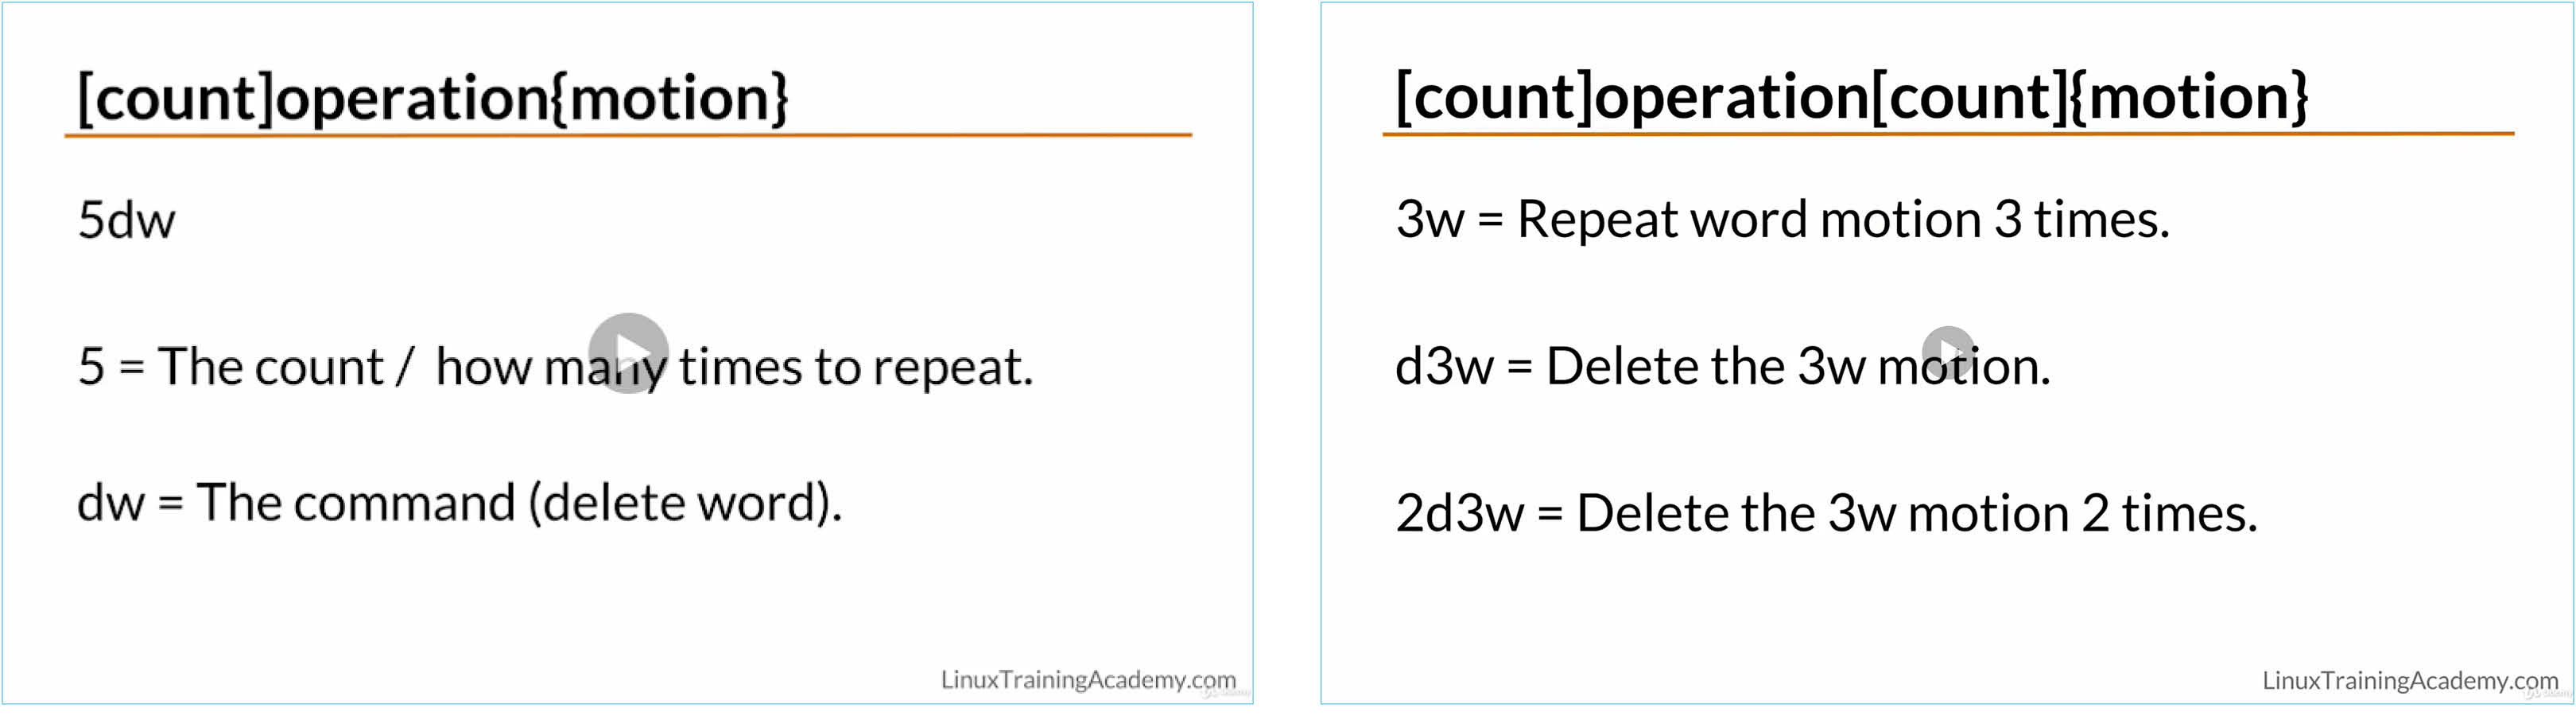 [count]operation{motion}
5dw
5 = The count / how many times to repeat.
dw = The command (delete word).
LinuxTrainingAcademy.com
[count]operation[count]{motion}
3w = Repeat word motion 3 times.
d3w = Delete the 3w motion.
2d3w = Delete the 3w motion 2 times.
LinuxTrainingAcademy.com